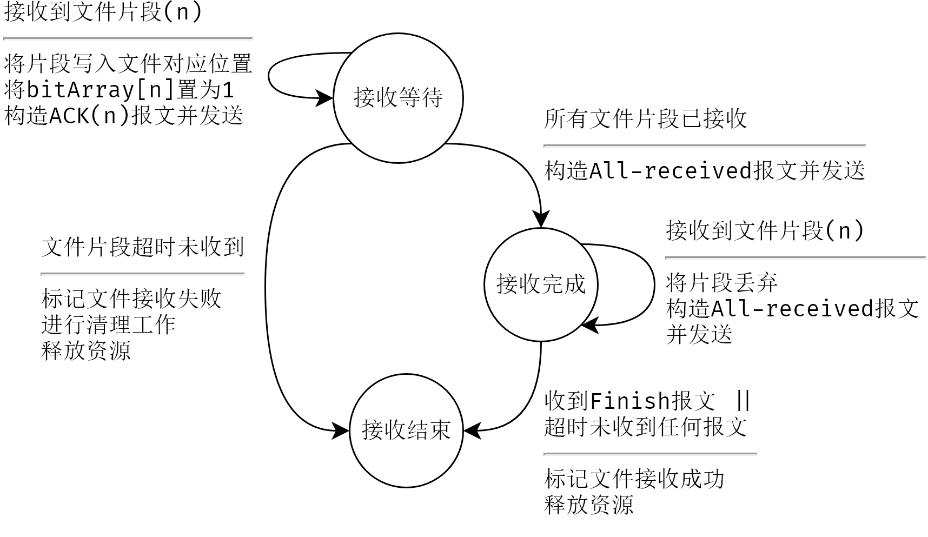 接收到文件片段(n)
将片段写入文件对应位置
将bitArray[n]置为1
构造ACK(n)报文并发送
接收等待
所有文件片段已接收
构造All-received报文并发送
文件片段超时未收到
标记文件接收失败
进行清理工作
释放资源
接收完成
接收到文件片段(n)
将片段丢弃
构造All-received报文
并发送
接收结束
收到Finish报文 ||
超时未收到任何报文
标记文件接收成功
释放资源